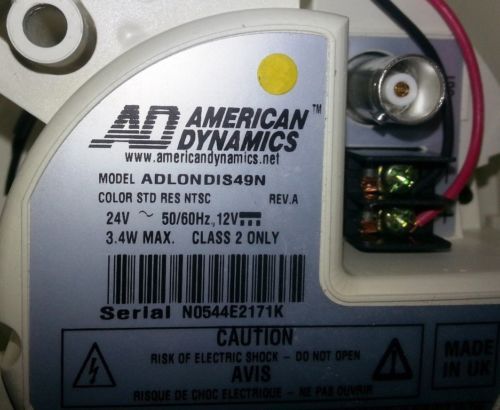 AD AMERICAN DYNAMICS™
www.americandynamics.net
MODEL ADLONDIS49N
COLOR STD RES NTSC REV.A
24V ~ 50/60Hz., 12V
3.4W MAX. CLASS 2 ONLY
Serial N0544E2171K
CAUTION
RISK OF ELECTRIC SHOCK - DO NOT OPEN
AVIS
RISQUE DE CHOC ELECTRIQUE - NE PAS OUVRIR
MADE
IN UK